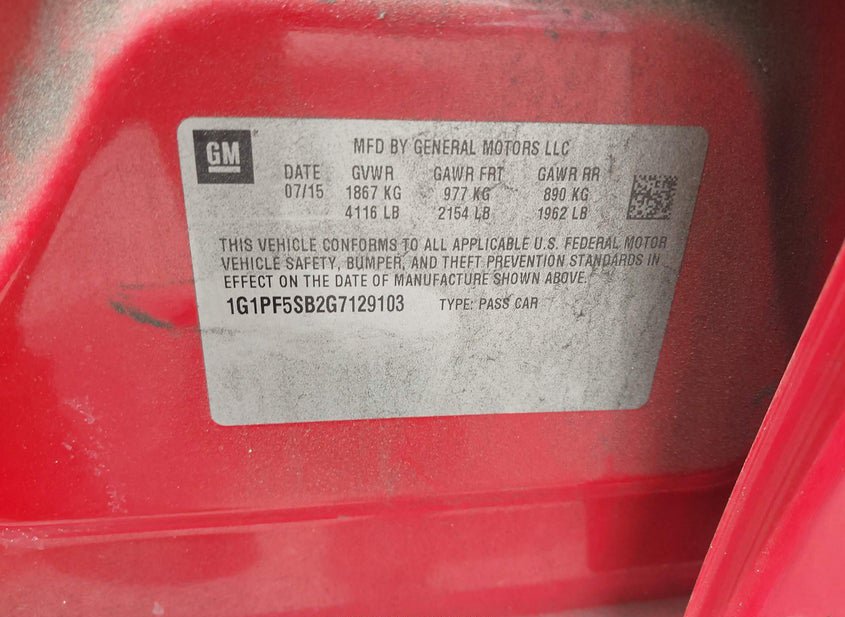 GM
MFD BY GENERAL MOTORS LLC
DATE GVWR GAWR FRT GAWR RR
07/15 1867 KG 977 KG 890 KG
4116 LB 2154 LB 1962 LB
THIS VEHICLE CONFORMS TO ALL APPLICABLE U.S. FEDERAL MOTOR
VEHICLE SAFETY, BUMPER, AND THEFT PREVENTION STANDARDS IN
EFFECT ON THE DATE OF MANUFACTURE SHOWN ABOVE.
1G1PF5SB2G7129103 TYPE: PASS CAR